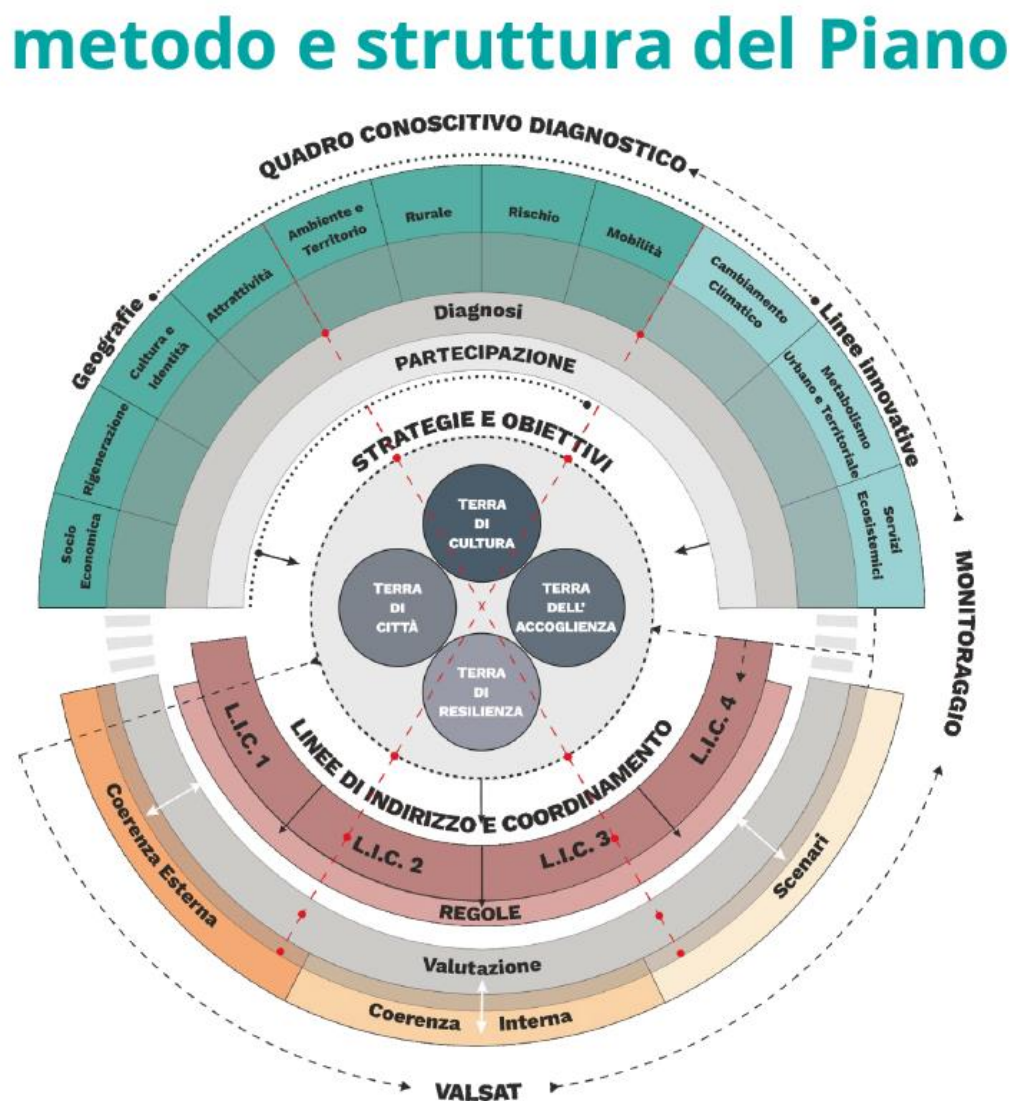 metodo e struttura del Piano
QUADRO CONOSCITIVO DIAGNOSTICO
Geografie
Linee innovative
Socio
Economica
Rigenerazione
Cultura e
Identità
Attrattività
Ambiente e
Territorio
Rurale
Rischio
Mobilità
Cambiamento
Climatico
Metabolismo
Urbano e Territoriale
Servizi
Ecosistemici
Diagnosi
PARTECIPAZIONE
STRATEGIE E OBIETTIVI
TERRA
DI
CULTURA
TERRA
DI
CITTÀ
TERRA
DELL'
ACCOGLIENZA
TERRA
DI
RESILIENZA
MONITORAGGIO
LINEE DI INDIRIZZO E COORDINAMENTO
L.I.C. 1
L.I.C. 2
L.I.C. 3
L.I.C. 4
REGOLE
Valutazione
Coerenza Esterna
Coerenza Interna
Scenari
VALSAT